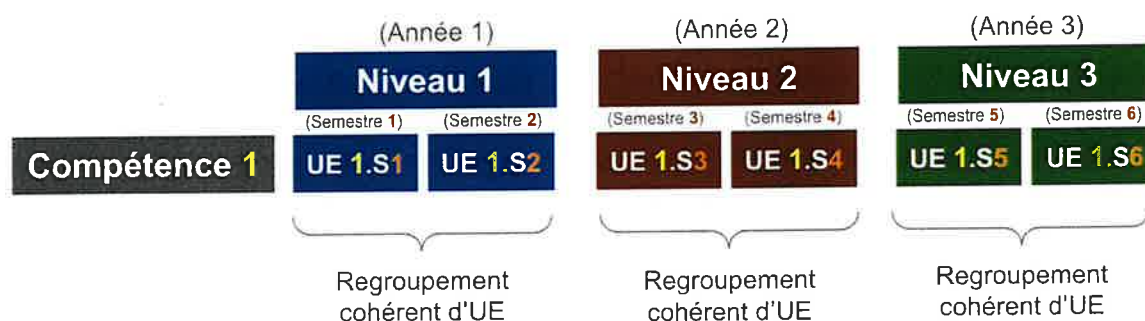 (Année 1) (Année 2) (Année 3)
Niveau 1 Niveau 2 Niveau 3
(Semestre 1) (Semestre 2) (Semestre 3) (Semestre 4) (Semestre 5) (Semestre 6)
Compétence 1 UE 1.S1 UE 1.S2 UE 1.S3 UE 1.S4 UE 1.S5 UE 1.S6
Regroupement Regroupement Regroupement
cohérent d'UE cohérent d'UE cohérent d'UE